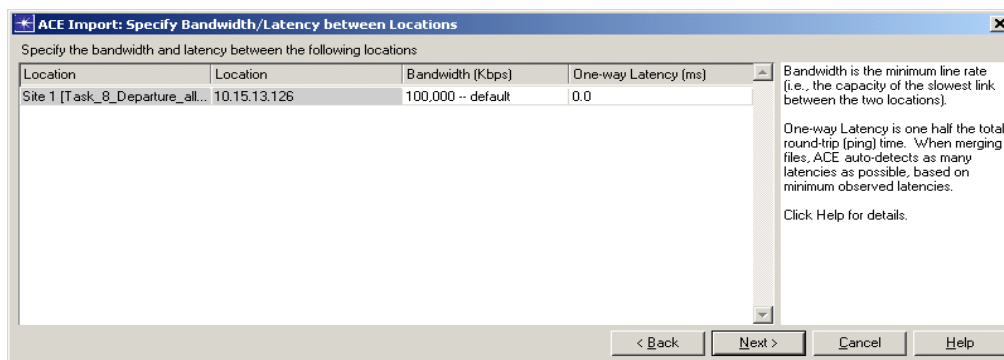 ACE Import: Specify Bandwidth/Latency between Locations
Specify the bandwidth and latency between the following locations
Location Location Bandwidth (Kbps) One-way Latency (ms)
Site 1 [Task_8_Departure_all... 10.15.13.126 100,000 -- default 0.0
Bandwidth is the minimum line rate
(i.e., the capacity of the slowest link
between the two locations).
One-way Latency is one half the total
round-trip (ping) time. When merging
files, ACE auto-detects as many
latencies as possible, based on
minimum observed latencies.
Click Help for details.
< Back Next > Cancel Help